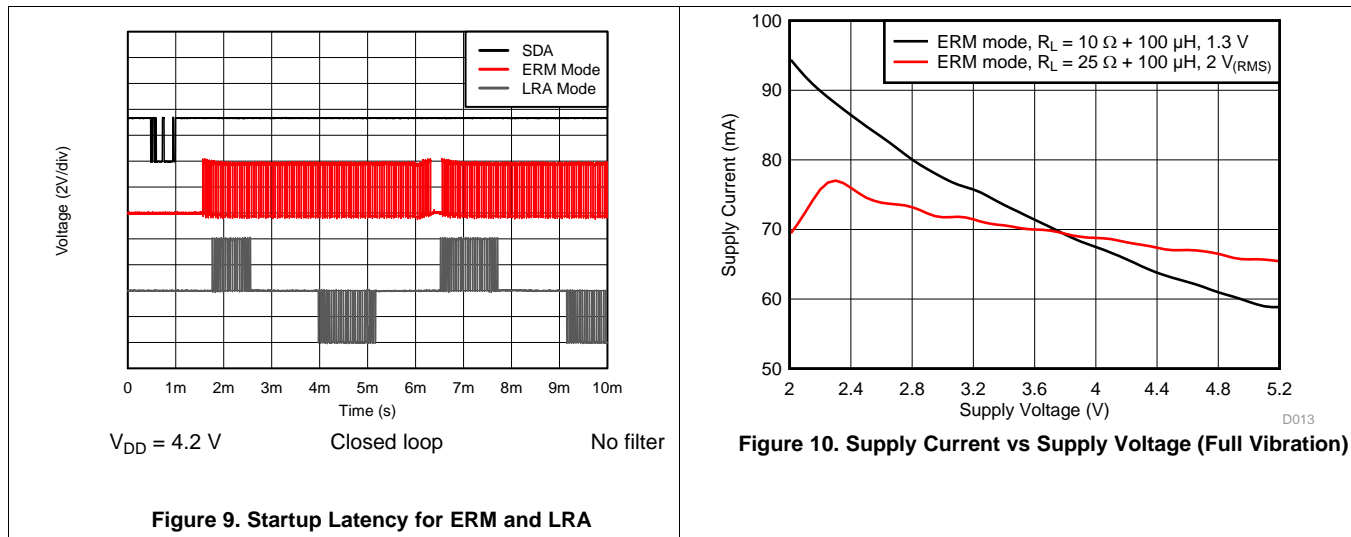 SDA
ERM Mode
LRA Mode
Voltage (2V/div)
0 1m 2m 3m 4m 5m 6m 7m 8m 9m 10m
Time (s)
V_DD = 4.2 V Closed loop No filter
Figure 9. Startup Latency for ERM and LRA
ERM mode, R_L = 10 Ω + 100 µH, 1.3 V
ERM mode, R_L = 25 Ω + 100 µH, 2 V_(RMS)
Supply Current (mA)
100
90
80
70
60
50
2 2.4 2.8 3.2 3.6 4 4.4 4.8 5.2
Supply Voltage (V)
D013
Figure 10. Supply Current vs Supply Voltage (Full Vibration)